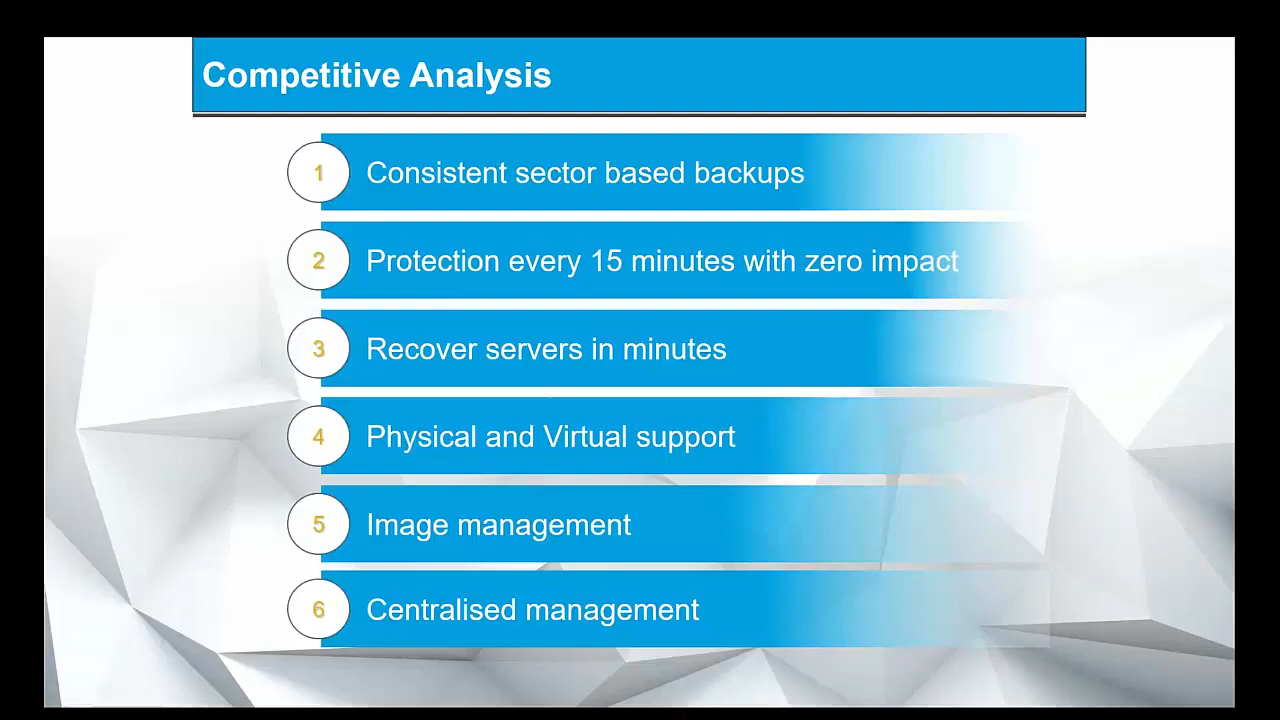 Competitive Analysis
1 Consistent sector based backups
2 Protection every 15 minutes with zero impact
3 Recover servers in minutes
4 Physical and Virtual support
5 Image management
6 Centralised management